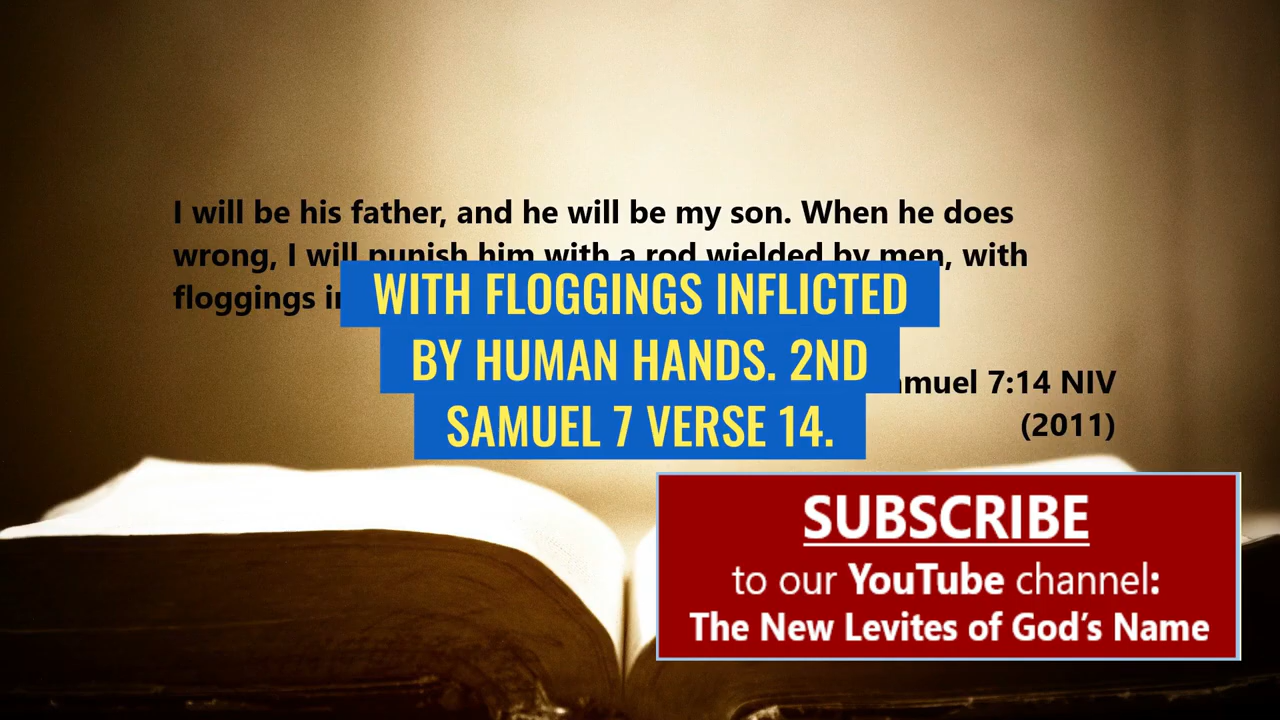 I will be his father, and he will be my son. When he does
wrong, I will punish him with a rod wielded by men, with
floggings
WITH FLOGGINGS INFLICTED
BY HUMAN HANDS. 2ND
SAMUEL 7 VERSE 14.
7:14 NIV
(2011)
SUBSCRIBE
to our YouTube channel:
The New Levites of God's Name